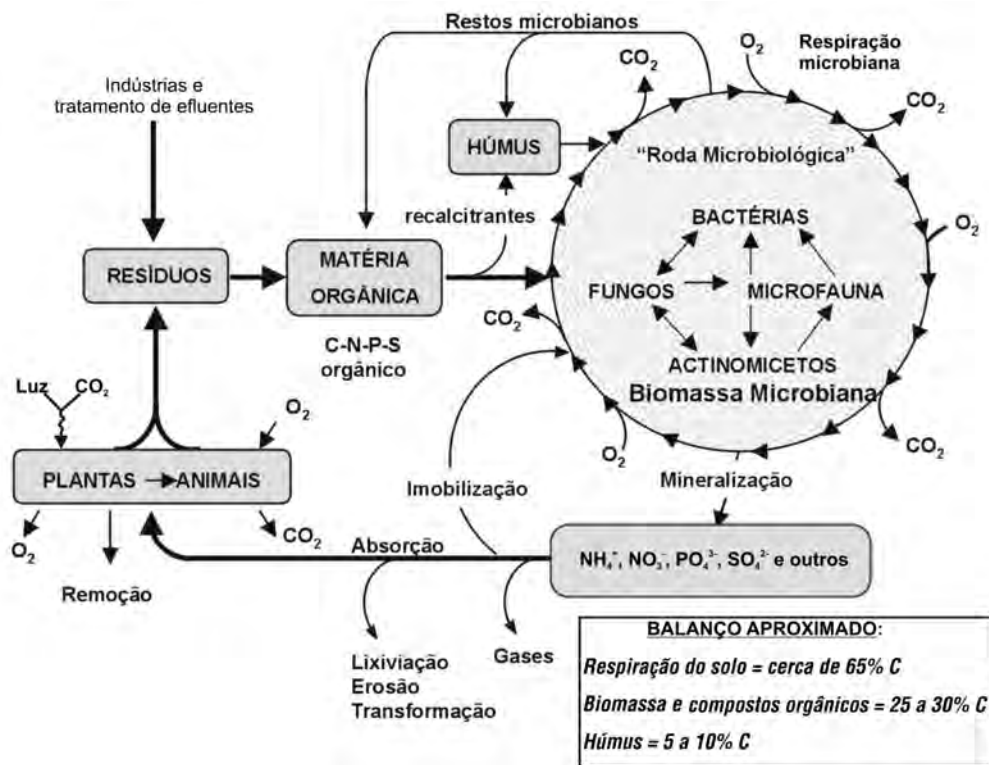 Restos microbianos
Indústrias e
tratamento de efluentes
CO₂
O₂
Respiração
microbiana
CO₂
HÚMUS
"Roda Microbiológica"
recalcitrantes
BACTÉRIAS
O₂
RESÍDUOS
MATÉRIA
ORGÂNICA
FUNGOS
MICROFAUNA
CO₂
C-N-P-S
orgânico
ACTINOMICETOS
Biomassa Microbiana
Luz
CO₂
O₂
O₂
CO₂
PLANTAS
ANIMAIS
Imobilização
Mineralização
O₂
CO₂
Absorção
NH₄⁺, NO₃⁻, PO₄³⁻, SO₄²⁻ e outros
Remoção
Gases
Lixiviação
Erosão
Transformação
BALANÇO APROXIMADO:
Respiração do solo = cerca de 65% C
Biomassa e compostos orgânicos = 25 a 30% C
Húmus = 5 a 10% C